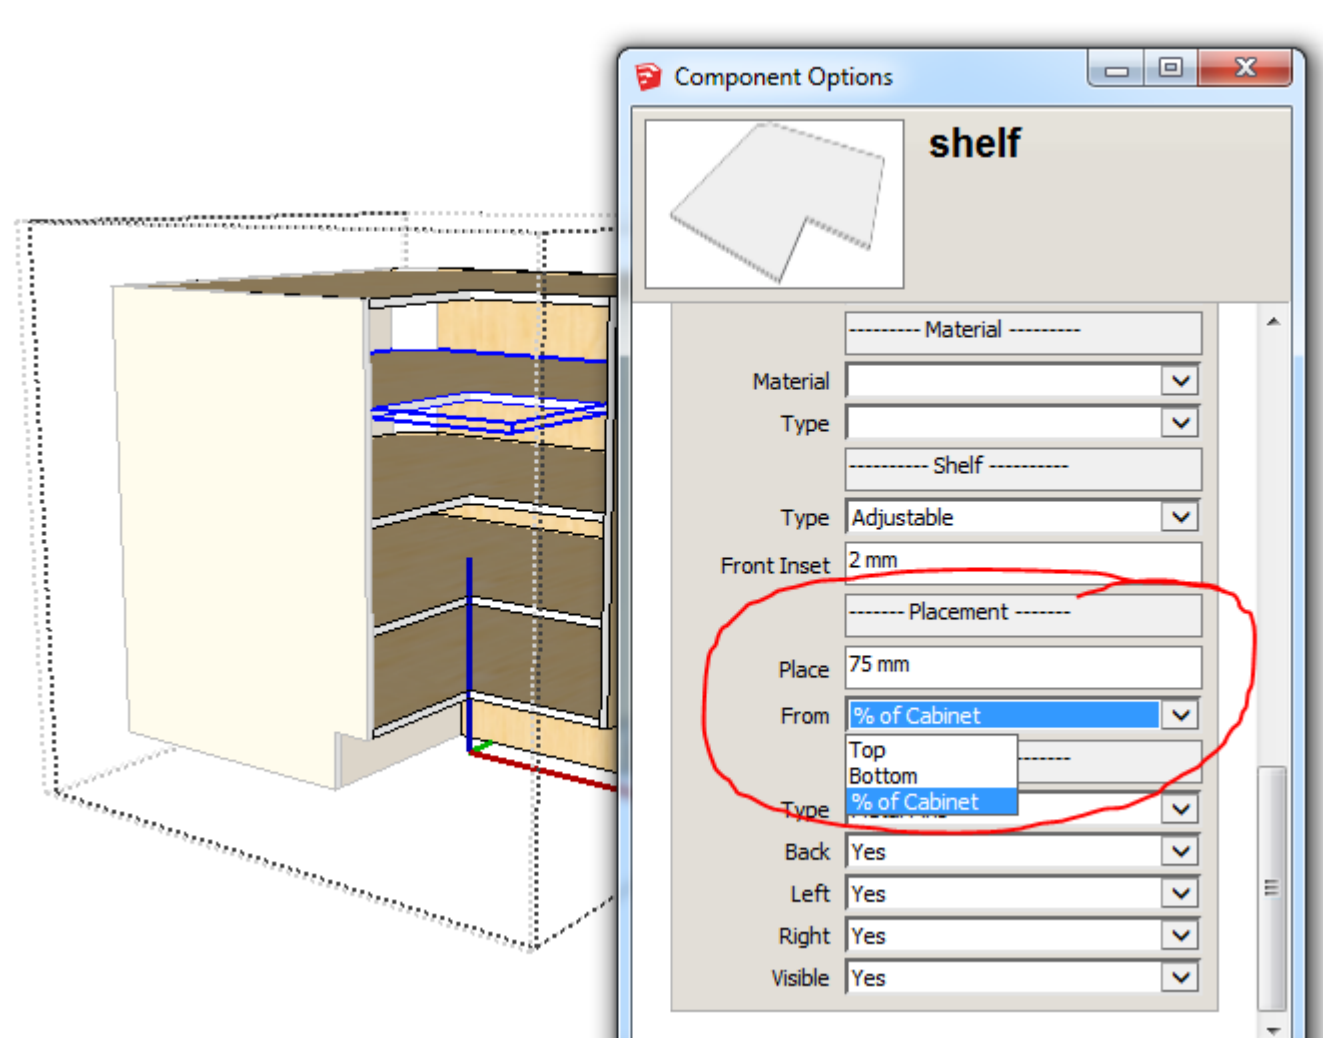 Component Options
shelf
--------- Material ---------
Material
Type
---------- Shelf ----------
Type Adjustable
Front Inset 2 mm
------- Placement -------
Place 75 mm
From % of Cabinet
Top
Bottom
% of Cabinet
Type
Back Yes
Left Yes
Right Yes
Visible Yes